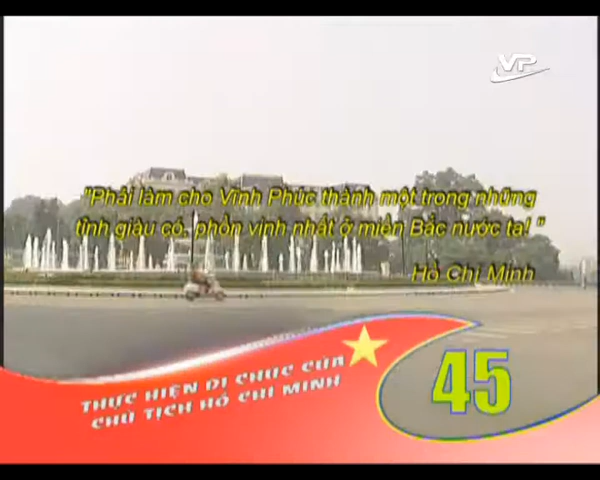 VP
"Phải làm cho Vĩnh Phúc thành một trong những
tỉnh giàu có, phồn vinh nhất ở miền Bắc nước ta! "
Hồ Chí Minh
THỰC HIỆN DI CHÚC CỦA
CHỦ TỊCH HỒ CHÍ MINH
45